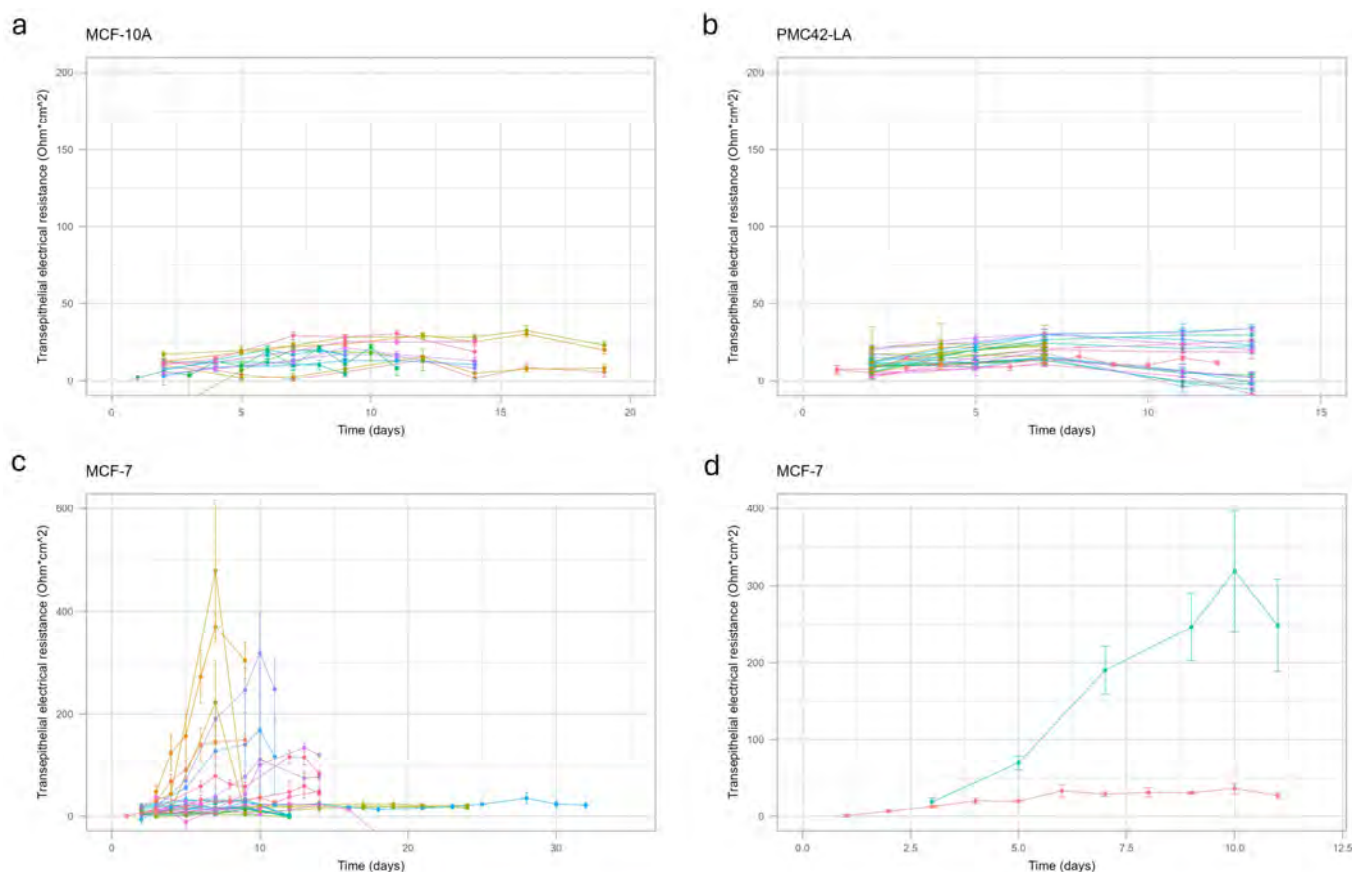 a
MCF-10A
Transepithelial electrical resistance (Ohm*cm^2)
200
150
100
50
0
0 5 10 15 20
Time (days)
b
PMC42-LA
Transepithelial electrical resistance (Ohm*cm^2)
200
150
100
50
0
0 5 10 15
Time (days)
c
MCF-7
Transepithelial electrical resistance (Ohm*cm^2)
600
400
200
0
0 10 20 30
Time (days)
d
MCF-7
Transepithelial electrical resistance (Ohm*cm^2)
400
300
200
100
0
0.0 2.5 5.0 7.5 10.0 12.5
Time (days)